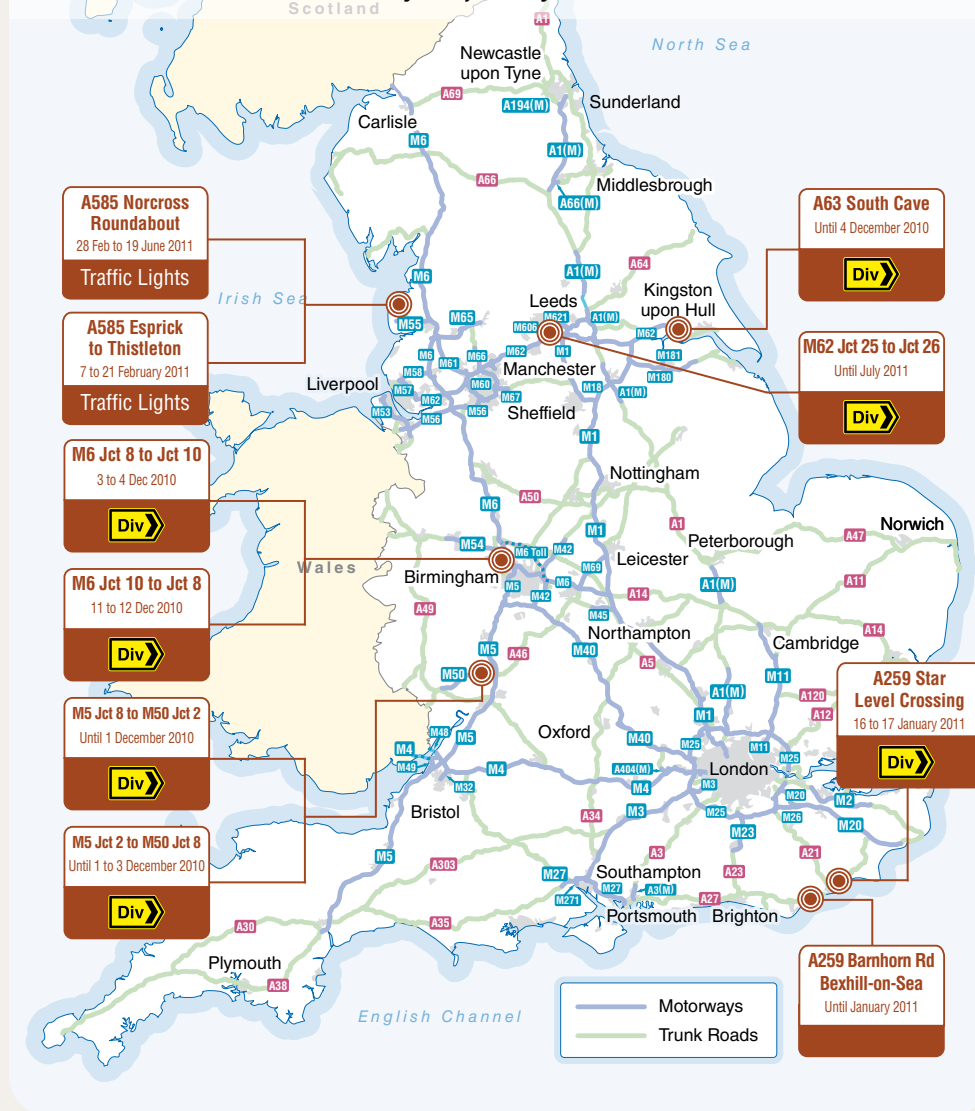 Scotland
North Sea
A1
Newcastle
upon Tyne
A69
A194(M)
Sunderland
Carlisle
M6
A1(M)
A66
Middlesbrough
A66(M)
A585 Norcross
Roundabout
28 Feb to 19 June 2011
Traffic Lights
A63 South Cave
Until 4 December 2010
Div
A1(M)
A64
M6
Irish Sea
Leeds
Kingston
upon Hull
M55
M65
M621
A1(M)
M606
M62
A585 Esprick
to Thistleton
7 to 21 February 2011
Traffic Lights
M62 Jct 25 to Jct 26
Until July 2011
Div
M6
M61
M66
M62
M1
M181
M58
Manchester
M180
Liverpool
M57
M60
M18
A1(M)
M62
M67
M53
M56
M56
Sheffield
M1
M6 Jct 8 to Jct 10
3 to 4 Dec 2010
Div
Nottingham
M6
A50
A1
Norwich
M54
M6 Toll
M42
M1
Peterborough
A47
Wales
Birmingham
Leicester
M69
M5
M6
A1(M)
A11
M42
A14
M6 Jct 10 to Jct 8
11 to 12 Dec 2010
Div
A49
M45
Northampton
A14
M5
A46
M40
Cambridge
M50
A5
M11
A259 Star
Level Crossing
16 to 17 January 2011
Div
A1(M)
A120
A12
M1
M5 Jct 8 to M50 Jct 2
Until 1 December 2010
Div
M48
M5
Oxford
M40
M25
M11
M4
M49
M4
A404(M)
London
M25
M32
M4
M3
M20
M2
Bristol
A34
M3
M25
M26
M20
M23
M5 Jct 2 to M50 Jct 8
Until 1 to 3 December 2010
Div
M5
A303
A3
A21
M27
Southampton
A23
M27
A3(M)
M271
A27
Portsmouth
Brighton
A30
A35
Plymouth
A38
A259 Barnhorn Rd
Bexhill-on-Sea
Until January 2011
English Channel
Motorways
Trunk Roads